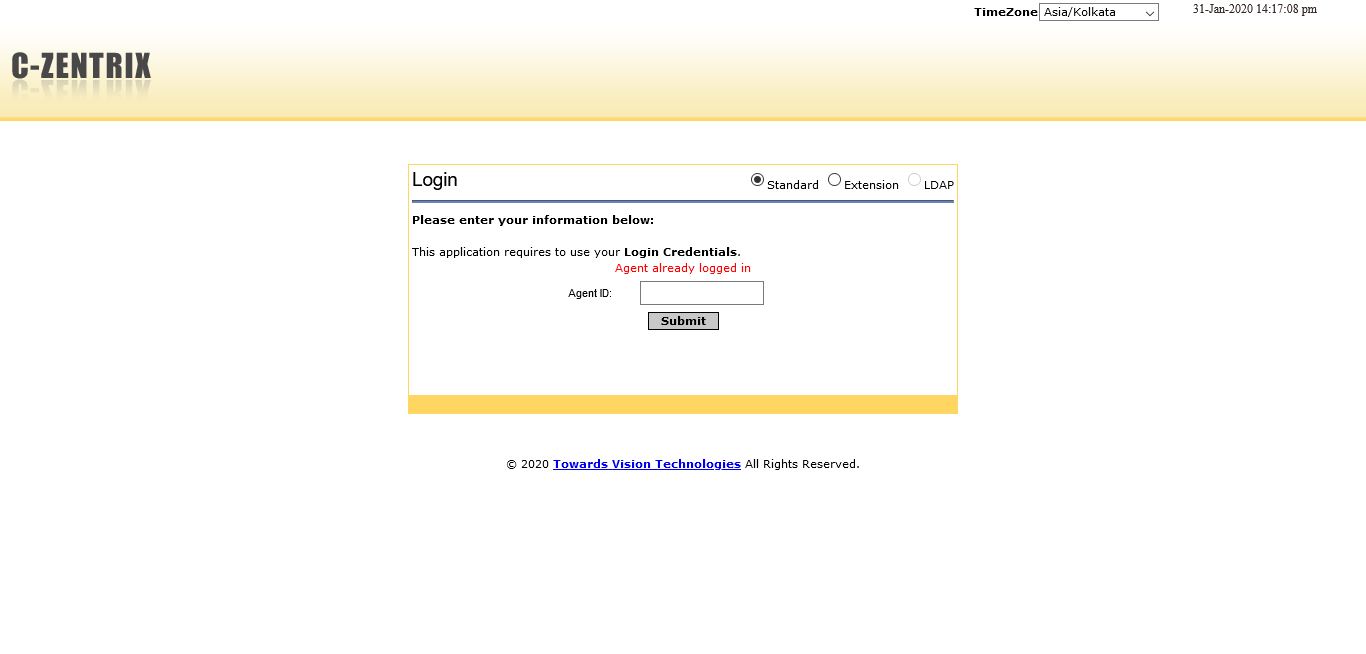 TimeZone Asia/Kolkata 31-Jan-2020 14:17:08 pm
C-ZENTRIX
Login Standard Extension LDAP
Please enter your information below:
This application requires to use your Login Credentials.
Agent already logged in
Agent ID:
Submit
© 2020 Towards Vision Technologies All Rights Reserved.